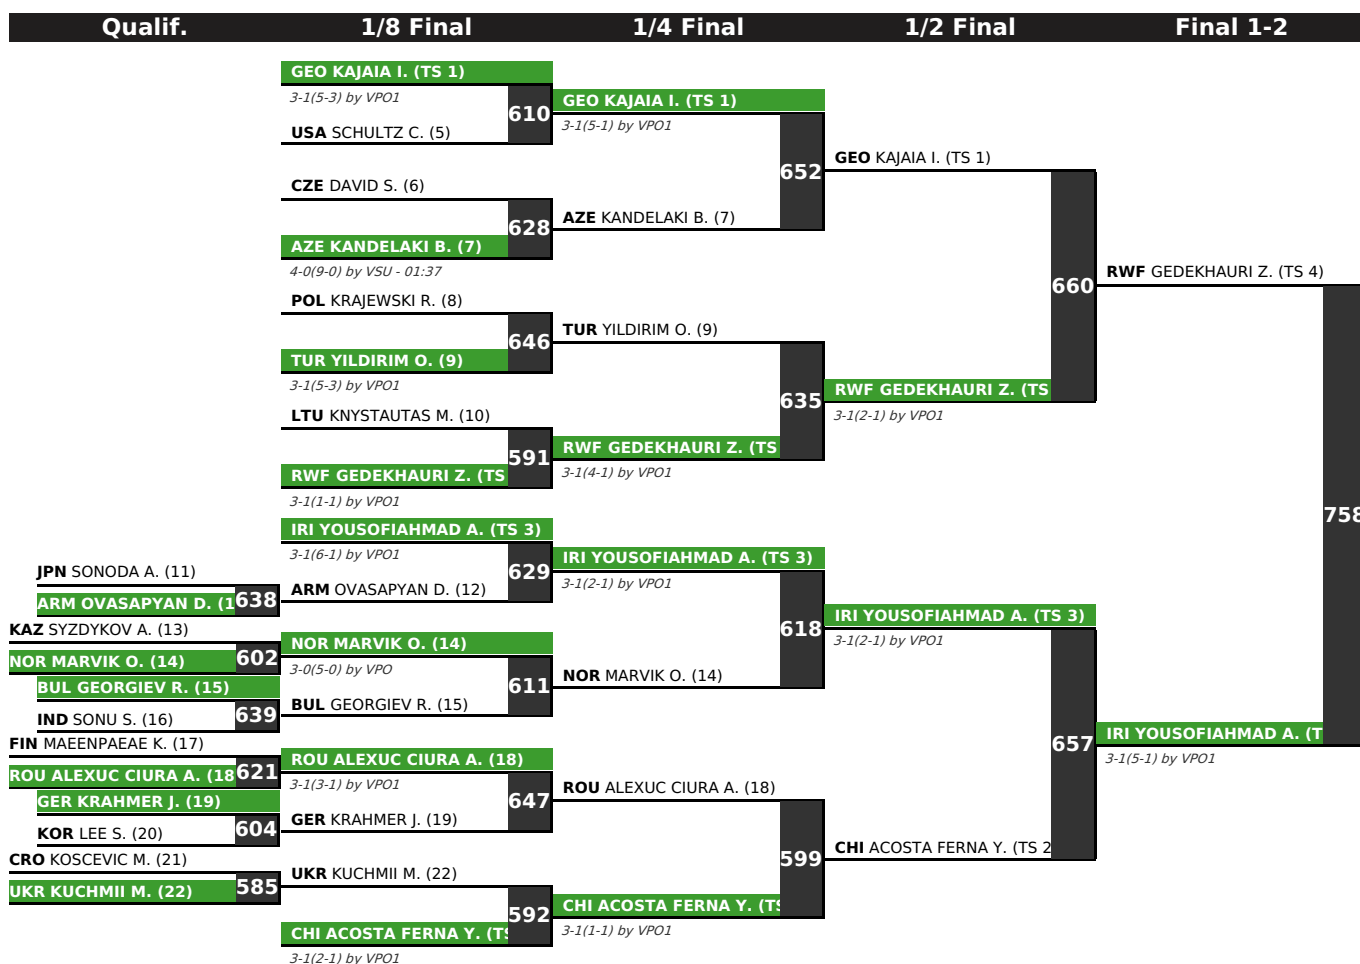 Qualif.
1/8 Final
1/4 Final
1/2 Final
Final 1-2
JPN SONODA A. (11)
ARM OVASAPYAN D. (1
638
KAZ SYZDYKOV A. (13)
NOR MARVIK O. (14)
602
BUL GEORGIEV R. (15)
IND SONU S. (16)
639
FIN MAEENPAEAE K. (17)
ROU ALEXUC CIURA A. (18
621
GER KRAHMER J. (19)
KOR LEE S. (20)
604
CRO KOSCEVIC M. (21)
UKR KUCHMII M. (22)
585
GEO KAJAIA I. (TS 1)
3-1(5-3) by VPO1
610
USA SCHULTZ C. (5)
CZE DAVID S. (6)
628
AZE KANDELAKI B. (7)
4-0(9-0) by VSU - 01:37
POL KRAJEWSKI R. (8)
646
TUR YILDIRIM O. (9)
3-1(5-3) by VPO1
LTU KNYSTAUTAS M. (10)
591
RWF GEDEKHAURI Z. (TS
3-1(1-1) by VPO1
IRI YOUSOFIAHMAD A. (TS 3)
3-1(6-1) by VPO1
629
ARM OVASAPYAN D. (12)
NOR MARVIK O. (14)
3-0(5-0) by VPO
611
BUL GEORGIEV R. (15)
ROU ALEXUC CIURA A. (18)
3-1(3-1) by VPO1
647
GER KRAHMER J. (19)
UKR KUCHMII M. (22)
592
CHI ACOSTA FERNA Y. (TS
3-1(2-1) by VPO1
GEO KAJAIA I. (TS 1)
3-1(5-1) by VPO1
652
AZE KANDELAKI B. (7)
TUR YILDIRIM O. (9)
635
RWF GEDEKHAURI Z. (TS
3-1(4-1) by VPO1
IRI YOUSOFIAHMAD A. (TS 3)
3-1(2-1) by VPO1
618
NOR MARVIK O. (14)
ROU ALEXUC CIURA A. (18)
599
CHI ACOSTA FERNA Y. (TS
3-1(1-1) by VPO1
GEO KAJAIA I. (TS 1)
660
RWF GEDEKHAURI Z. (TS
3-1(2-1) by VPO1
IRI YOUSOFIAHMAD A. (TS 3)
3-1(2-1) by VPO1
657
CHI ACOSTA FERNA Y. (TS 2
RWF GEDEKHAURI Z. (TS 4)
758
IRI YOUSOFIAHMAD A. (T
3-1(5-1) by VPO1